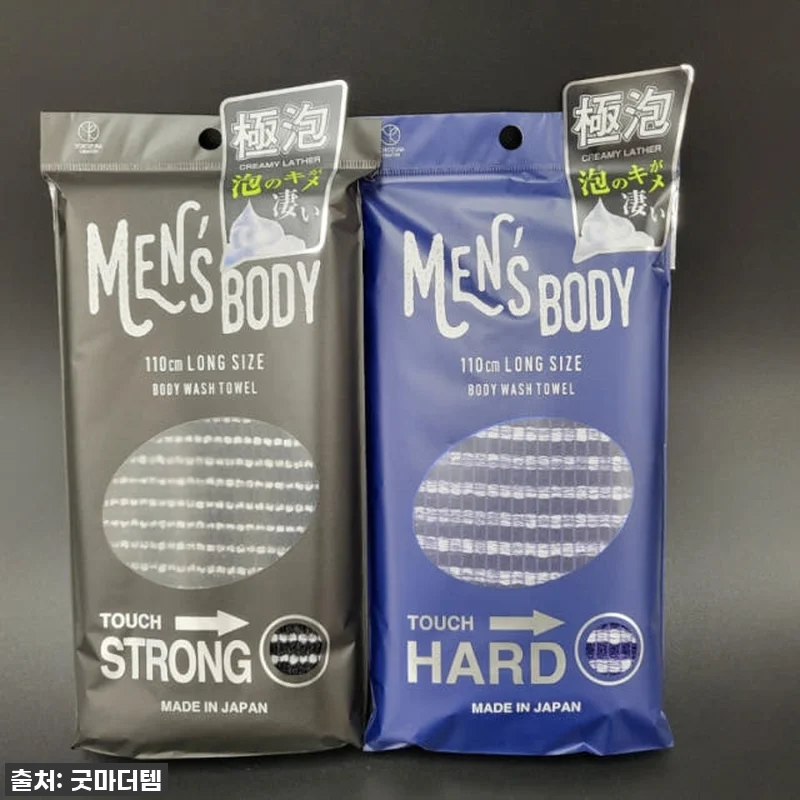 極泡
CREAMY LATHER
泡のキメが
凄い
MEN'S
BODY
110cm LONG SIZE
BODY WASH TOWEL
TOUCH
STRONG
MADE IN JAPAN
極泡
CREAMY LATHER
泡のキメが
凄い
MEN'S
BODY
110cm LONG SIZE
BODY WASH TOWEL
TOUCH
HARD
MADE IN JAPAN
출처: 굿마더템